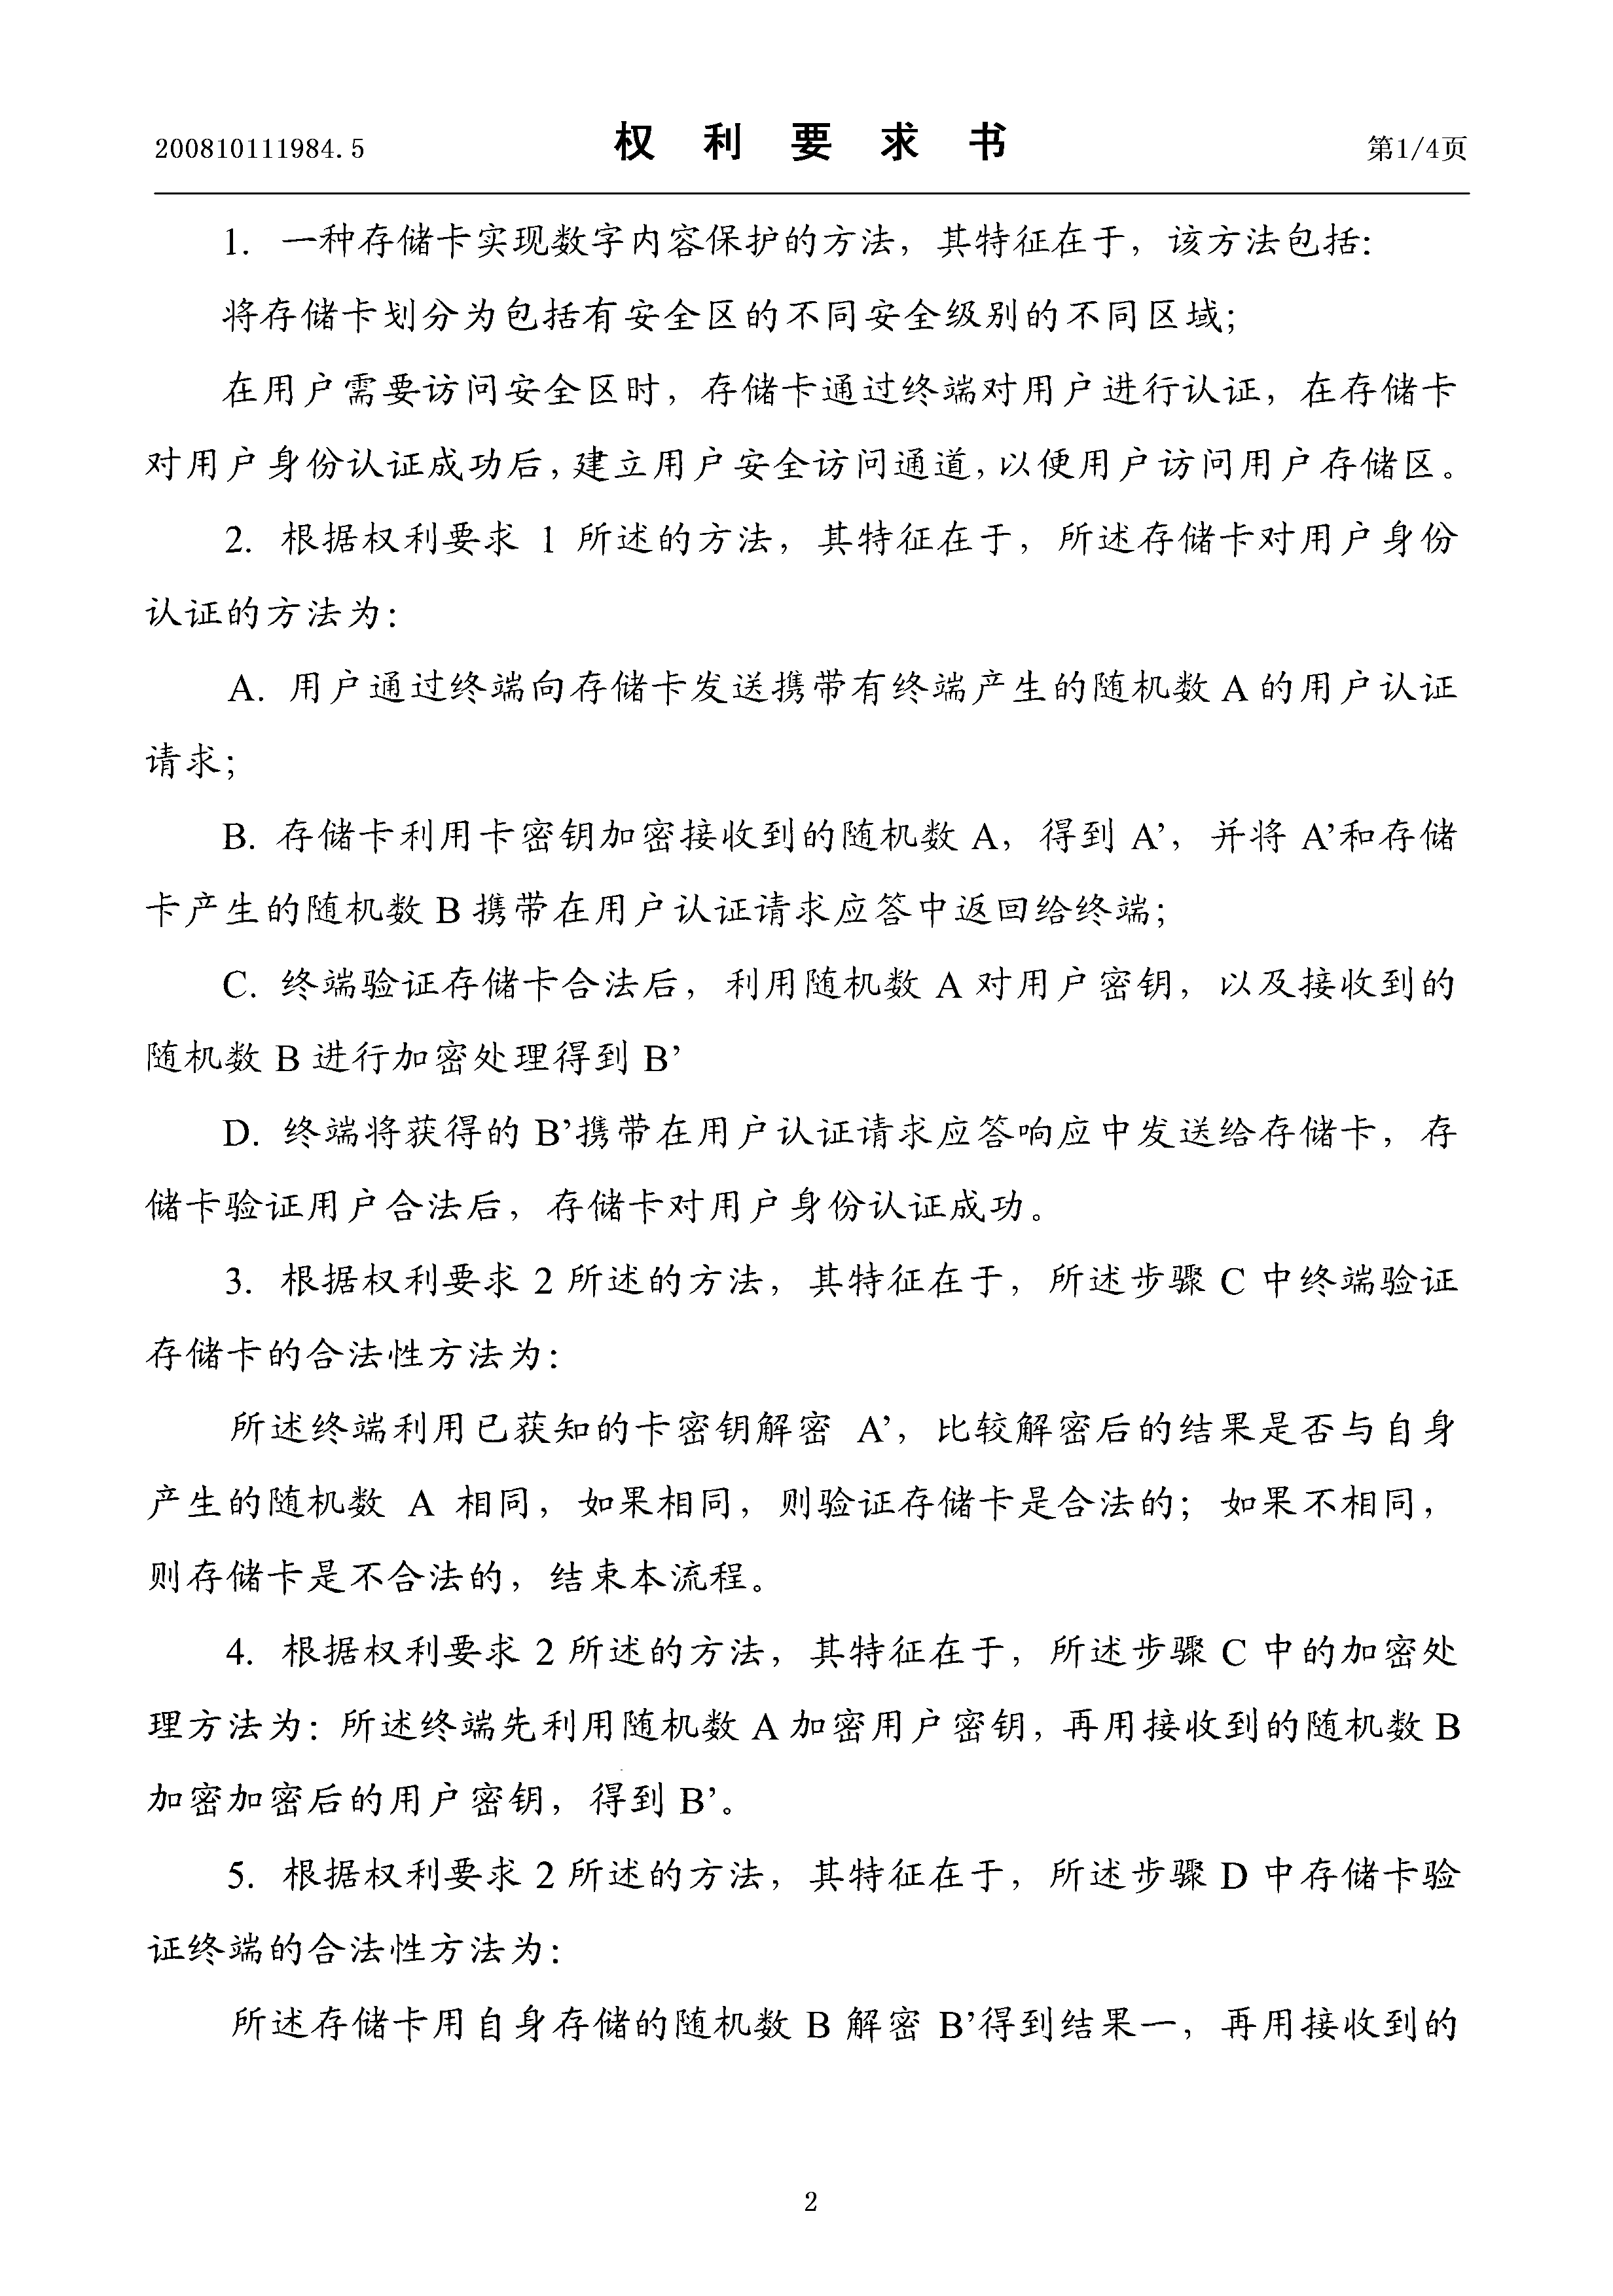 200810111984.5 权利要求书 第1/4页
1. 一种存储卡实现数字内容保护的方法，其特征在于，该方法包括：
将存储卡划分为包括有安全区的不同安全级别的不同区域；
在用户需要访问安全区时，存储卡通过终端对用户进行认证，在存储卡
对用户身份认证成功后，建立用户安全访问通道，以便用户访问用户存储区。
2. 根据权利要求 1 所述的方法，其特征在于，所述存储卡对用户身份
认证的方法为：
A. 用户通过终端向存储卡发送携带有终端产生的随机数 A 的用户认证
请求；
B. 存储卡利用卡密钥加密接收到的随机数 A，得到 A’，并将 A’和存储
卡产生的随机数 B 携带在用户认证请求应答中返回给终端；
C. 终端验证存储卡合法后，利用随机数 A 对用户密钥，以及接收到的
随机数 B 进行加密处理得到 B’
D. 终端将获得的 B’携带在用户认证请求应答响应中发送给存储卡，存
储卡验证用户合法后，存储卡对用户身份认证成功。
3. 根据权利要求 2 所述的方法，其特征在于，所述步骤 C 中终端验证
存储卡的合法性方法为：
所述终端利用已获知的卡密钥解密 A’，比较解密后的结果是否与自身
产生的随机数 A 相同，如果相同，则验证存储卡是合法的；如果不相同，
则存储卡是不合法的，结束本流程。
4. 根据权利要求 2 所述的方法，其特征在于，所述步骤 C 中的加密处
理方法为：所述终端先利用随机数 A 加密用户密钥，再用接收到的随机数 B
加密加密后的用户密钥，得到 B’。
5. 根据权利要求 2 所述的方法，其特征在于，所述步骤 D 中存储卡验
证终端的合法性方法为：
所述存储卡用自身存储的随机数 B 解密 B’得到结果一，再用接收到的
2